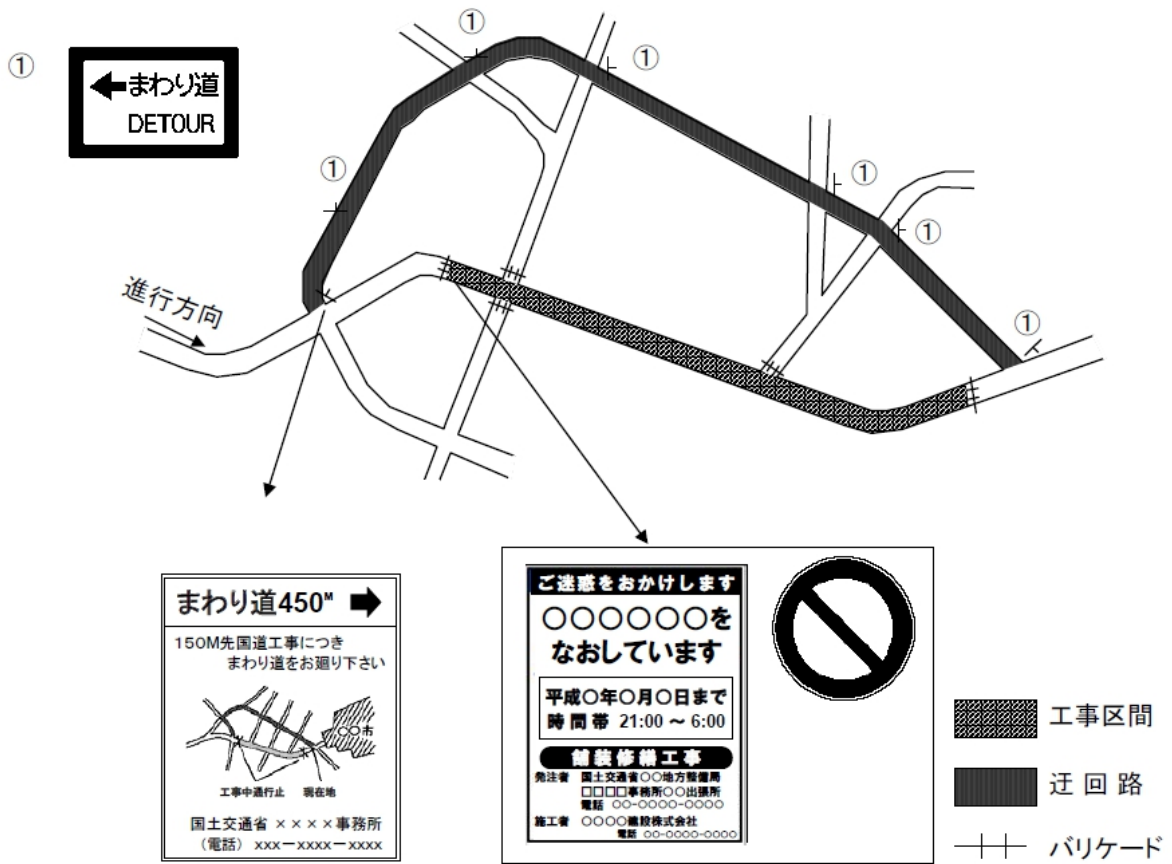 ①
まわり道
DETOUR
①
①
①
①
①
①
進行方向
まわり道450M
150M先国道工事につき
まわり道をお廻り下さい
○○市
工事中通行止 現在地
国土交通省 ××××事務所
(電話) xxx-xxxx-xxxx
ご迷惑をおかけします
○○○○○○を
なおしています
平成○年○月○日まで
時間帯 21:00 ~ 6:00
舗装修繕工事
発注者 国土交通省○○地方整備局
□□□□事務所○○出張所
電話 ○○-○○○○-○○○○
施工者 ○○○○建設株式会社
電話 ○○-○○○○-○○○○
工事区間
迂回路
バリケード